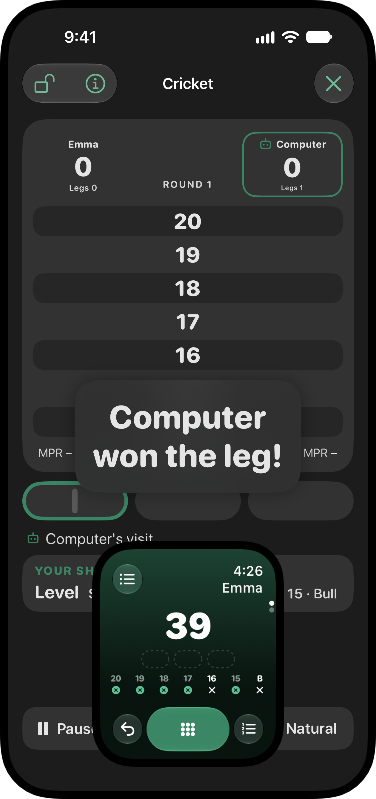 9:41
Cricket
Emma
0
Legs 0
ROUND 1
Computer
0
Legs 1
20
19
18
17
16
Computer
won the leg!
MPR –
MPR –
Computer's visit
YOUR SH
Level
15 · Bull
4:26
Emma
39
20 19 18 17 16 15 B
Paus
Natural